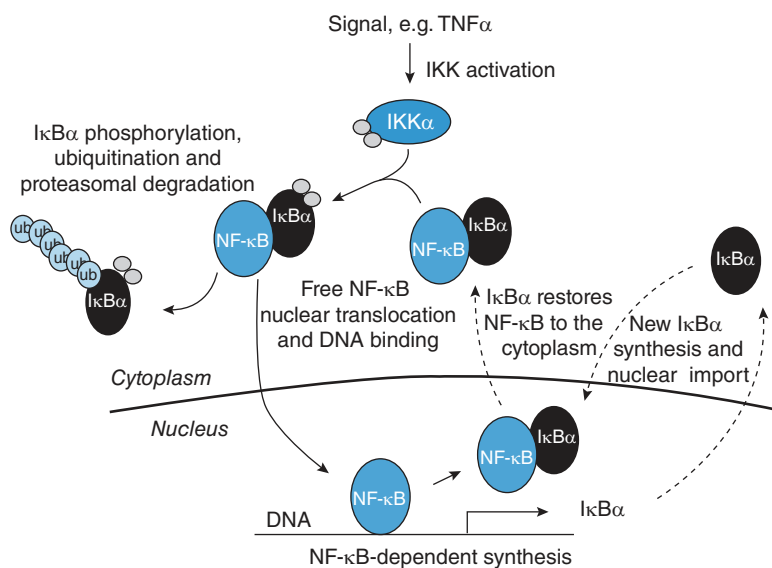 Signal, e.g. TNFα
IKK activation
IKKα
IκBα phosphorylation,
ubiquitination and
proteasomal degradation
IκBα
NF-κB
IκBα
NF-κB
ub
ub
ub
ub
ub
ub
IκBα
IκBα
Free NF-κB
nuclear translocation
and DNA binding
IκBα restores
NF-κB to the
cytoplasm
New IκBα
synthesis and
nuclear import
Cytoplasm
Nucleus
IκBα
NF-κB
NF-κB
IκBα
DNA
NF-κB-dependent synthesis